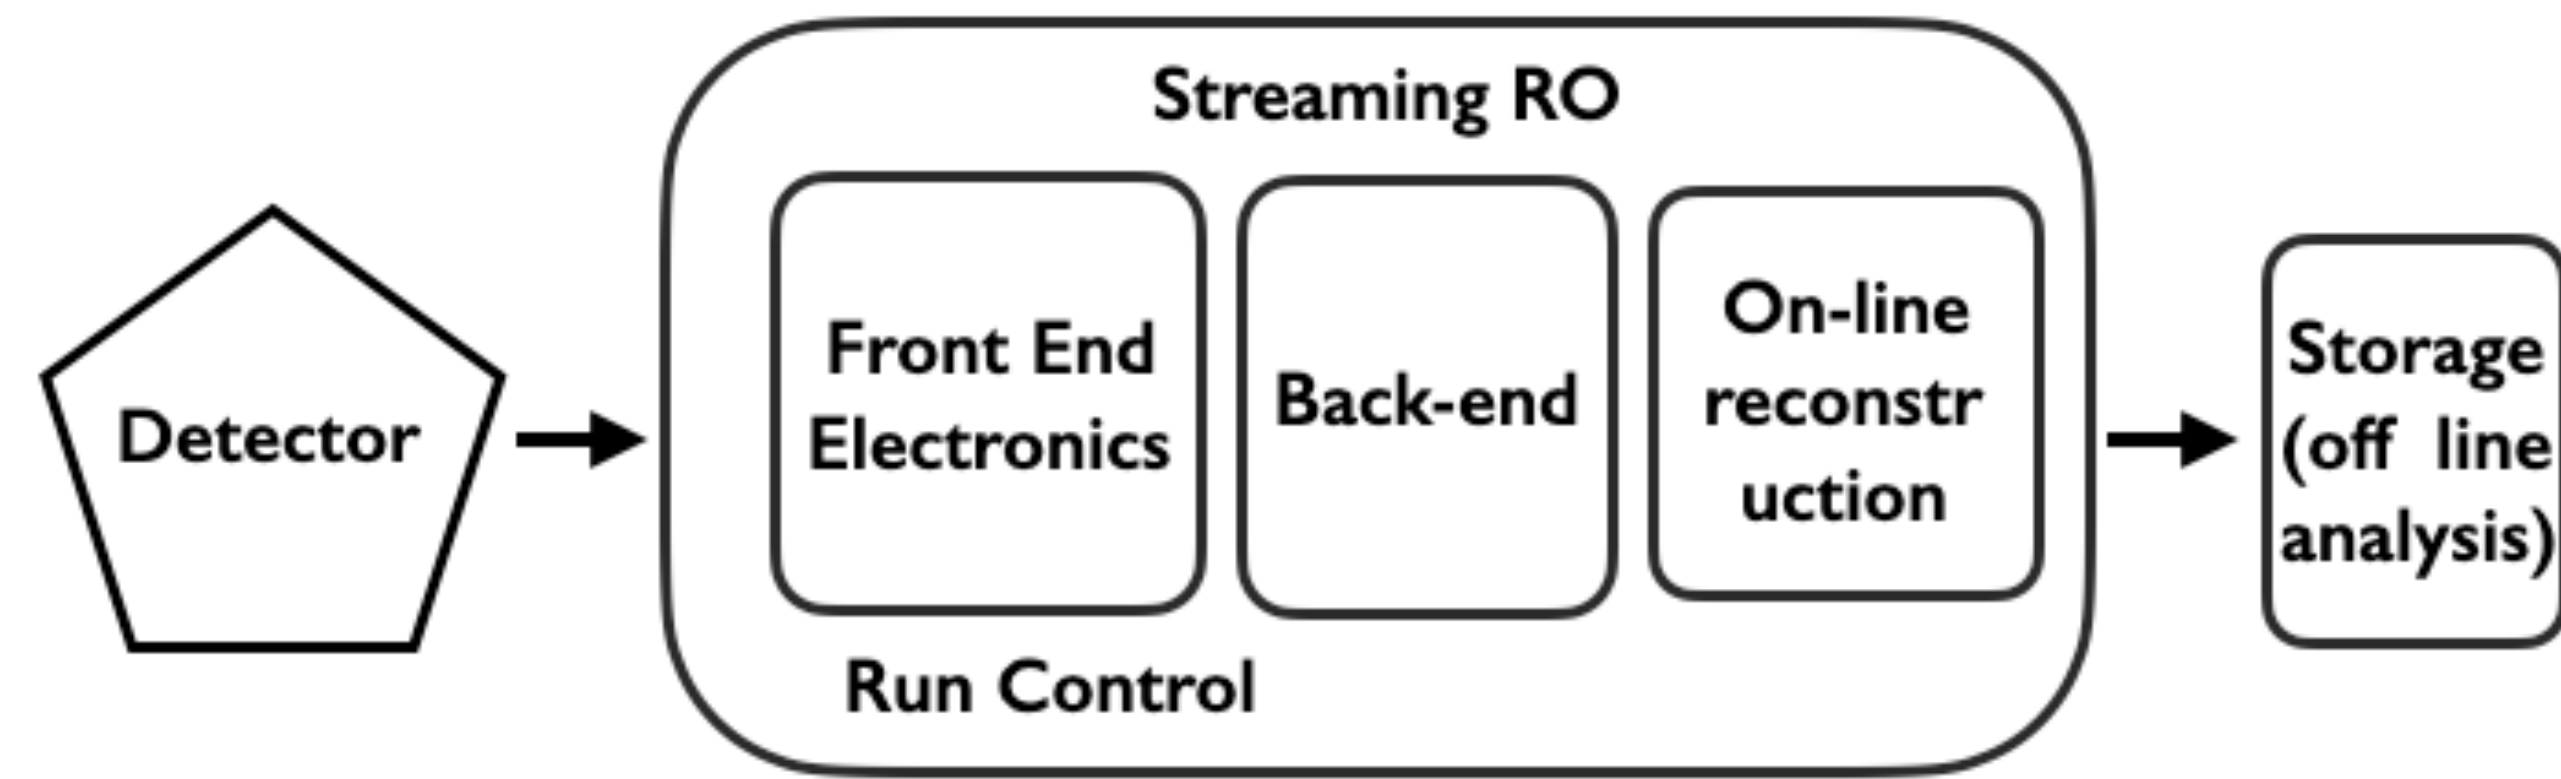 Streaming RO
Detector
Front End
Electronics
Back-end
On-line
reconstr
uction
Run Control
Storage
(off line
analysis)